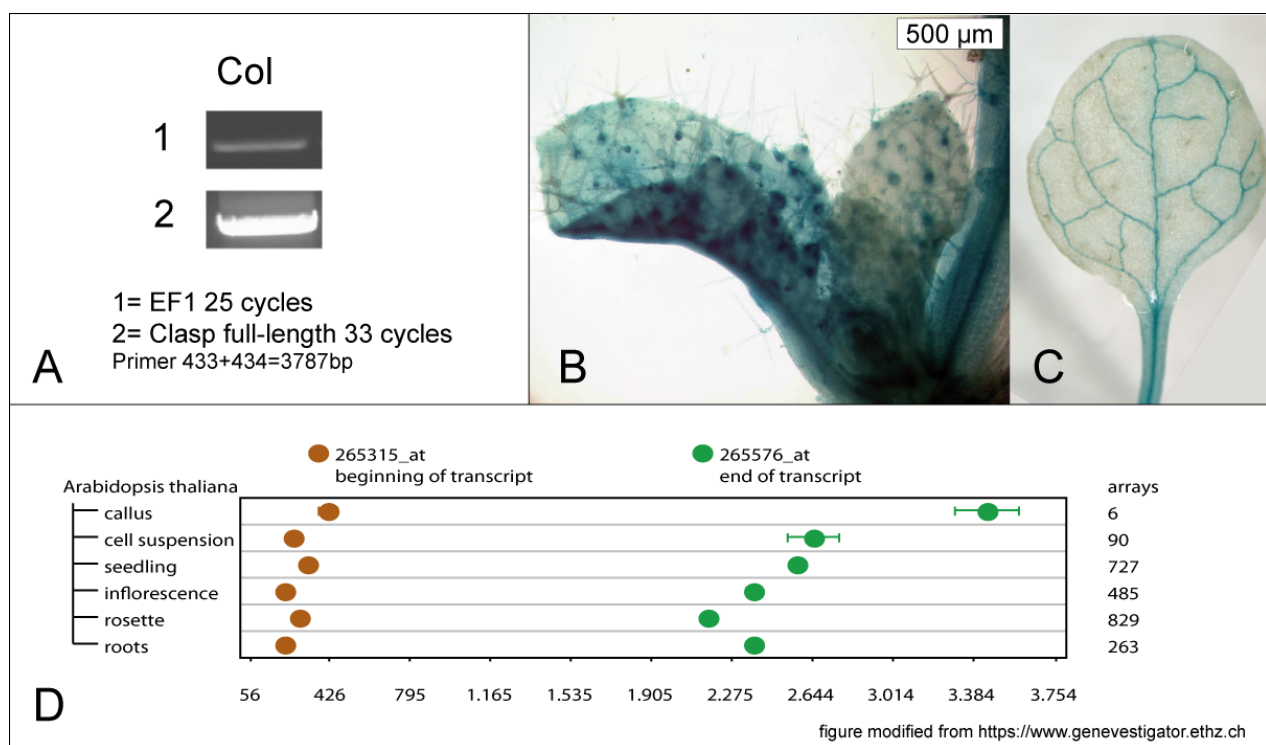 Col
1
2
1= EF1 25 cycles
2= Clasp full-length 33 cycles
Primer 433+434=3787bp
A
500 µm
B
C
265315_at
beginning of transcript
265576_at
end of transcript
Arabidopsis thaliana
arrays
callus
6
cell suspension
90
seedling
727
inflorescence
485
rosette
829
roots
263
56 426 795 1.165 1.535 1.905 2.275 2.644 3.014 3.384 3.754
D
figure modified from https://www.genevestigator.ethz.ch